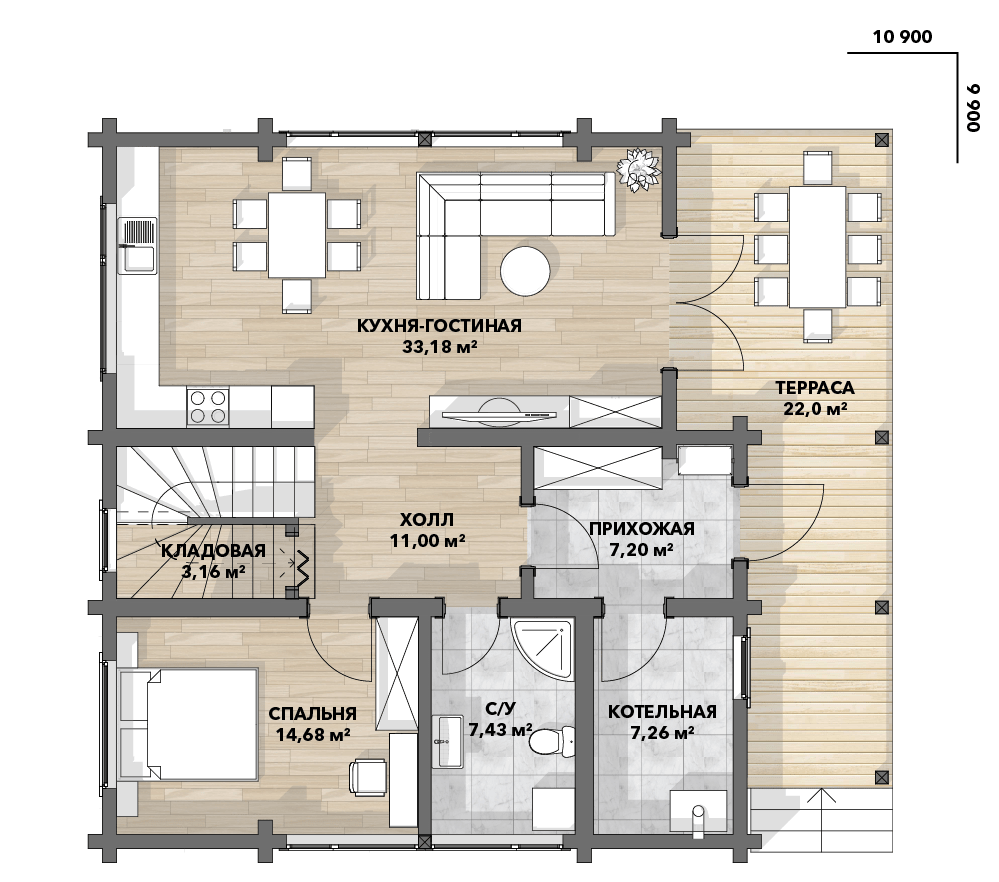 10 900
9 900
КУХНЯ-ГОСТИНАЯ
33,18 м²
ТЕРРАСА
22,0 м²
ХОЛЛ
11,00 м²
ПРИХОЖАЯ
7,20 м²
КЛАДОВАЯ
3,16 м²
СПАЛЬНЯ
14,68 м²
С/У
7,43 м²
КОТЕЛЬНАЯ
7,26 м²